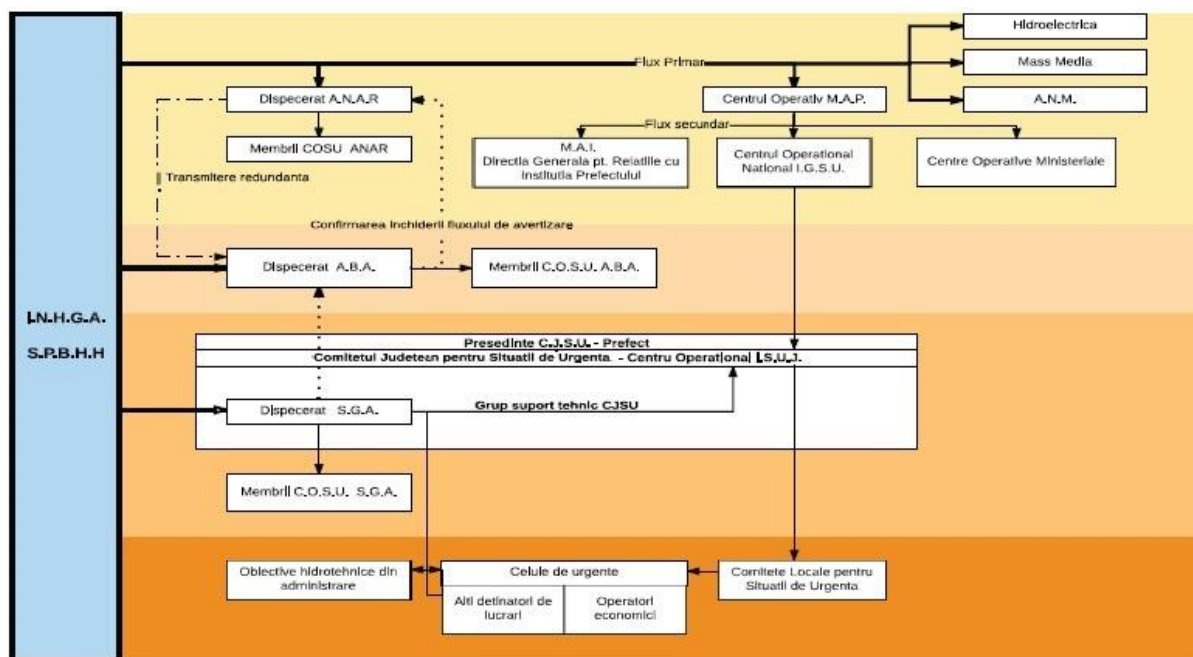 Hidroelectrica
Flux Primar
Mass Media
Dispecerat A.N.A.R
Centrul Operativ M.A.P.
A.N.M.
Flux secundar
Membrii COSU ANAR
M.A.I.
Directia Generala pt. Relatiile cu
Institutia Prefectului
Centrul Operational
National I.G.S.U.
Centre Operative Ministeriale
Transmitere redundanta
Confirmarea inchiderii fluxului de avertizare
Dispecerat A.B.A.
Membrii C.O.S.U. A.B.A.
I.N.H.G.A.
S.P.B.H.H
Presedinte C.J.S.U. - Prefect
Comitetul Judetean pentru Situatii de Urgenta - Centru Operational I.S.U.J.
Dispecerat S.G.A.
Grup suport tehnic CJSU
Membrii C.O.S.U. S.G.A.
Obiective hidrotehnice din
administrare
Celule de urgente
Comitete Locale pentru
Situatii de Urgenta
Alti detinatori de
lucrari
Operatori
economici